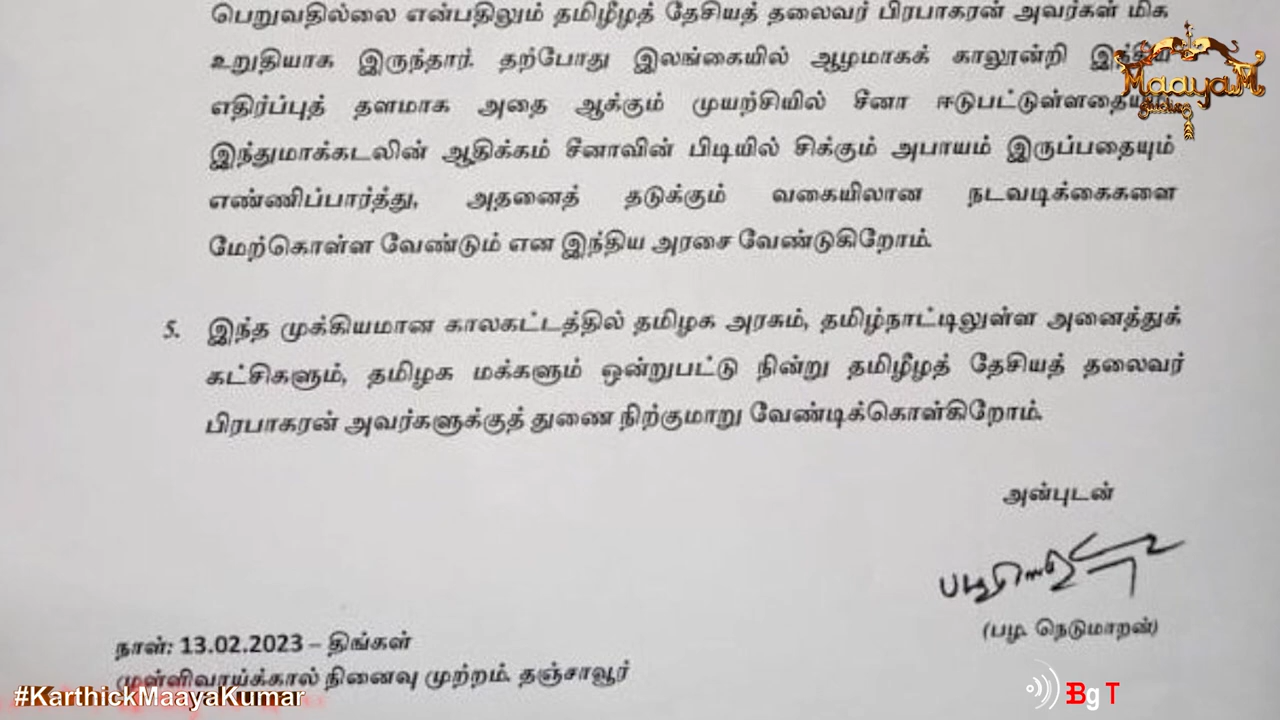 பெறுவதில்லை என்பதிலும் தமிழீழத் தேசியத் தலைவர் பிரபாகரன் அவர்கள் மிக
உறுதியாக இருந்தார். தற்போது இலங்கையில் ஆழமாகக் காலூன்றி
எதிர்ப்புத் தளமாக அதை ஆக்கும் முயற்சியில் சீனா
இந்துமாக்கடலின் ஆதிக்கம் சீனாவின் பிடியில் சிக்கும் அபாயம் இருப்பதையும்
எண்ணிப்பார்த்து, அதனைத் தடுக்கும் வகையிலான நடவடிக்கைகளை
மேற்கொள்ள வேண்டும் என இந்திய அரசை வேண்டுகிறோம்.
5. இந்த முக்கியமான காலகட்டத்தில் தமிழக அரசும், தமிழ்நாட்டிலுள்ள அனைத்துக்
கட்சிகளும், தமிழக மக்களும் ஒன்றுபட்டு நின்று தமிழீழத் தேசியத் தலைவர்
பிரபாகரன் அவர்களுக்குத் துணை நிற்குமாறு வேண்டிக்கொள்கிறோம்.
அன்புடன்
(பழ. நெடுமாறன்)
நாள்: 13.02.2023 – திங்கள்
முள்ளிவாய்க்கால் நினைவு முற்றம். தஞ்சாவூர்
#KarthickMaayaKumar
MaayaM
Bg T